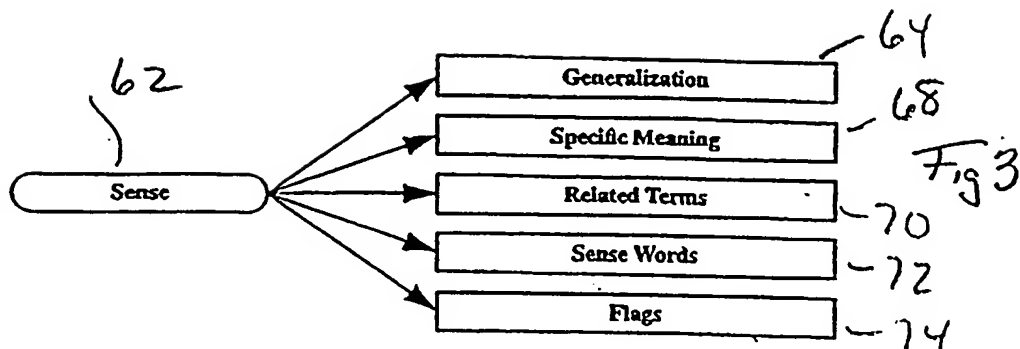 64
Generalization
62
68
Specific Meaning
Fig 3
Sense
Related Terms
70
Sense Words
72
Flags
74